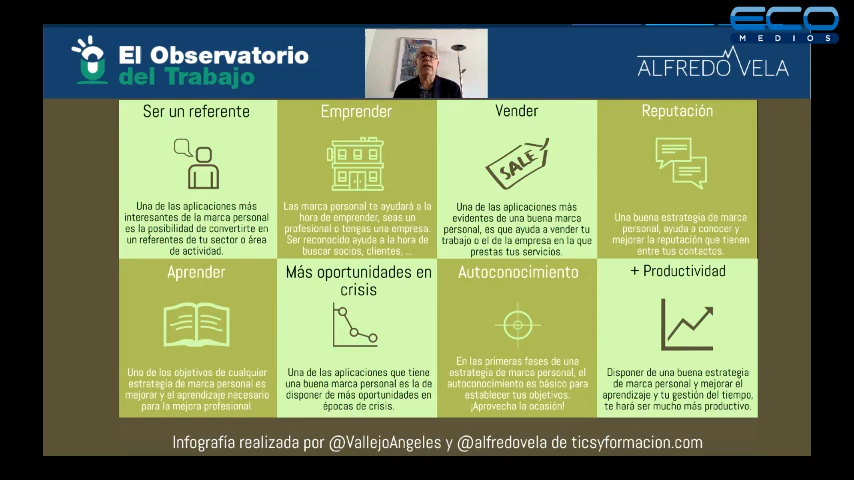 ECO
MEDIOS
El Observatorio
del Trabajo
ALFREDO VELA
Ser un referente
Una de las aplicaciones más
interesantes de la marca personal
es la posibilidad de convertirte en
un referentes de tu sector o área
de actividad.
Emprender
Las marca personal te ayudará a la
hora de emprender, seas un
profesional o tengas una empresa.
Ser reconocido ayuda a la hora de
buscar socios, clientes, ...
Vender
SALE
Una de las aplicaciones más
evidentes de una buena marca
personal, es que ayuda a vender tu
trabajo o el de la empresa en la que
prestas tus servicios.
Reputación
Una buena estrategia de marca
personal, ayuda a conocer y
mejorar la reputación que tienen
entre tus contactos.
Aprender
Uno de los objetivos de cualquier
estrategia de marca personal es
mejorar y el aprendizaje necesario
para la mejora profesional.
Más oportunidades en
crisis
Una de las aplicaciones que tiene
una buena marca personal es la de
disponer de más oportunidades en
épocas de crisis.
Autoconocimiento
En las primeras fases de una
estrategia de marca personal, el
autoconocimiento es básico para
establecer tus objetivos.
¡Aprovecha la ocasión!
+ Productividad
Disponer de una buena estrategia
de marca personal y mejorar el
aprendizaje y tu gestión del tiempo,
te hará ser mucho más productivo.
Infografía realizada por @VallejoAngeles y @alfredovela de ticsyformacion.com